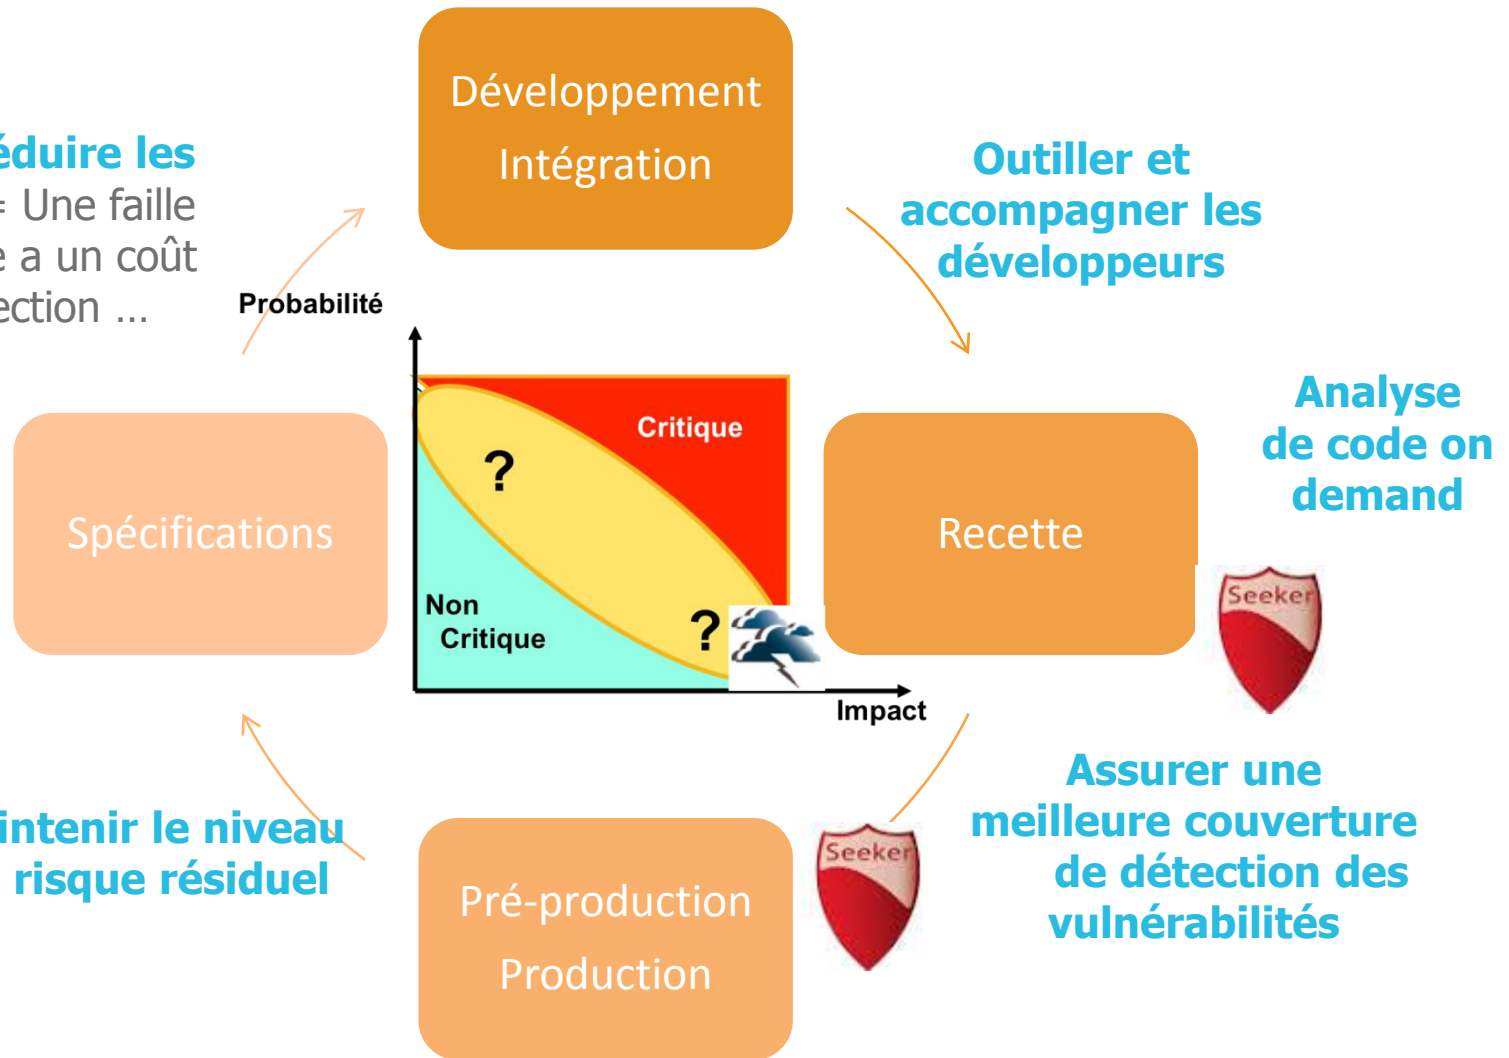 Développement
Intégration
éduire les
= Une faille
e a un coût
ection ...
Outiller et
accompagner les
développeurs
Probabilité
Analyse
de code on
demand
Critique
?
Spécifications
Recette
Non
Critique
?
Seeker
Impact
intenir le niveau
risque résiduel
Assurer une
meilleure couverture
de détection des
vulnérabilités
Seeker
Pré-production
Production